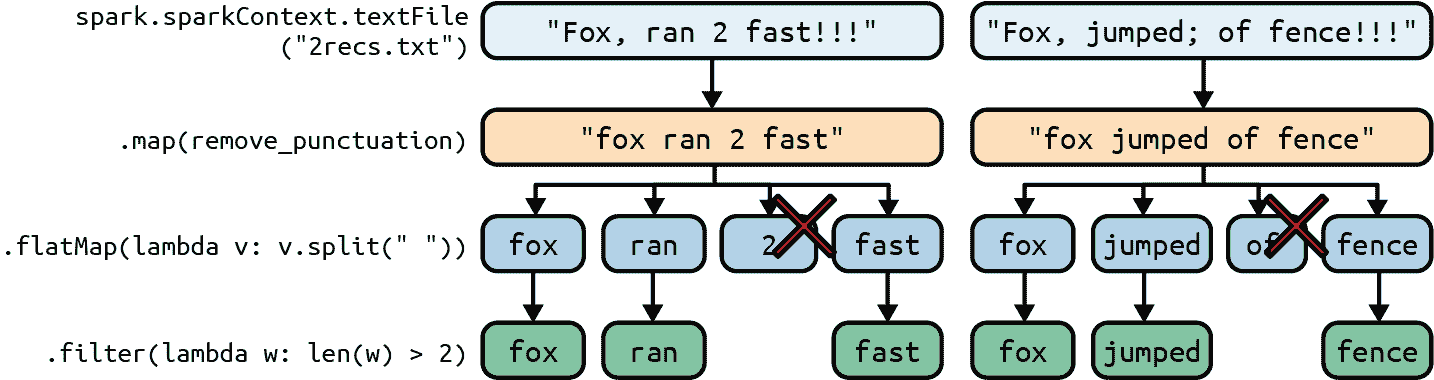 spark.sparkContext.textFile
("2recs.txt")
"Fox, ran 2 fast!!!"
"Fox, jumped; of fence!!!"
.map(remove_punctuation)
"fox ran 2 fast"
"fox jumped of fence"
.flatMap(lambda v: v.split(" "))
fox
ran
2
fast
fox
jumped
of
fence
.filter(lambda w: len(w) > 2)
fox
ran
fast
fox
jumped
fence